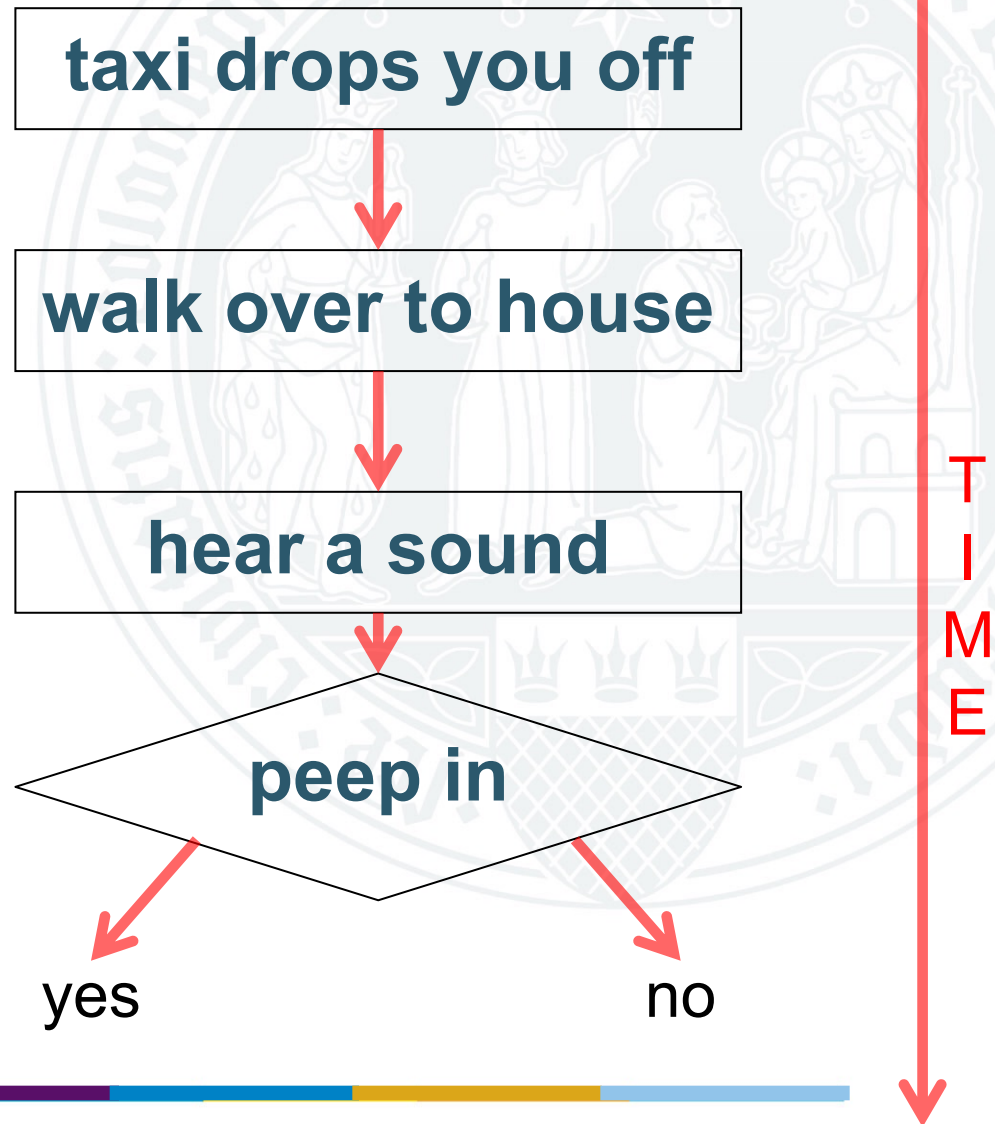 taxi drops you off
walk over to house
hear a sound
peep in
yes
no
T
I
M
E